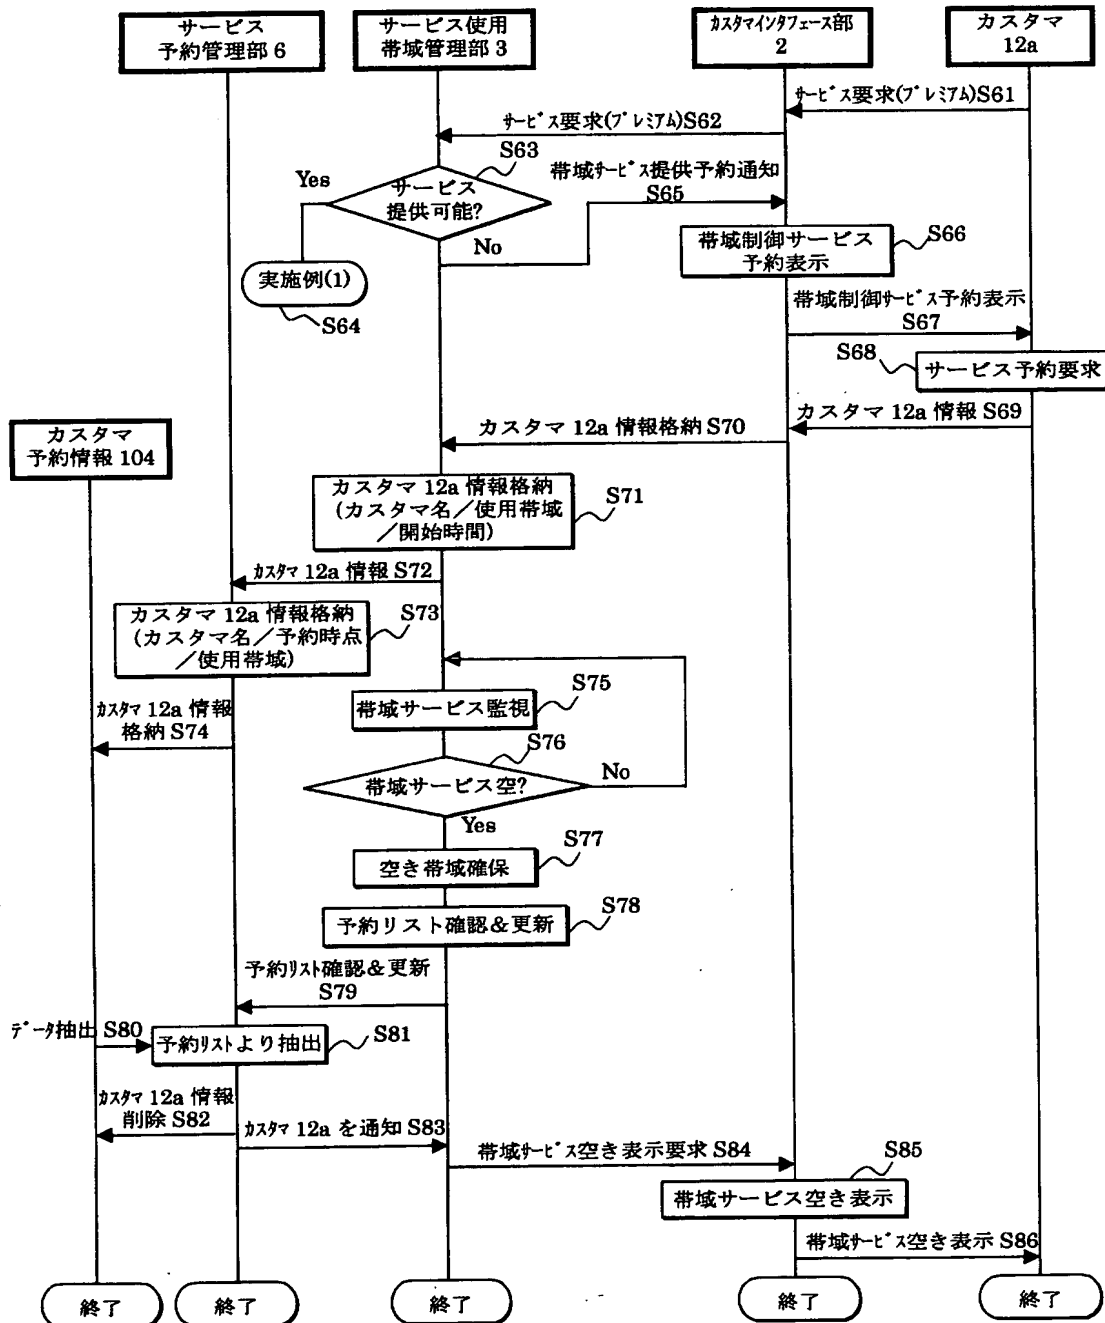 サービス
予約管理部 6
サービス使用
帯域管理部 3
カスタマインタフェース部
2
カスタマ
12a
サービス要求(プレミアム)S61
サービス要求(プレミアム)S62
S63
サービス
提供可能?
Yes
No
帯域サービス提供予約通知
S65
実施例(1)
S64
帯域制御サービス
予約表示
S66
帯域制御サービス予約表示
S67
S68
サービス予約要求
カスタマ 12a 情報 S69
カスタマ 12a 情報格納 S70
カスタマ
予約情報 104
カスタマ 12a 情報格納
(カスタマ名/使用帯域
/開始時間)
S71
カスタマ 12a 情報 S72
カスタマ 12a 情報格納
(カスタマ名/予約時点
/使用帯域)
S73
カスタマ 12a 情報
格納 S74
帯域サービス監視
S75
S76
帯域サービス空?
No
Yes
空き帯域確保
S77
予約リスト確認&更新
S78
予約リスト確認&更新
S79
データ抽出 S80
予約リストより抽出
S81
カスタマ 12a 情報
削除 S82
カスタマ 12a を通知 S83
帯域サービス空き表示要求 S84
S85
帯域サービス空き表示
帯域サービス空き表示 S86
終了
終了
終了
終了
終了